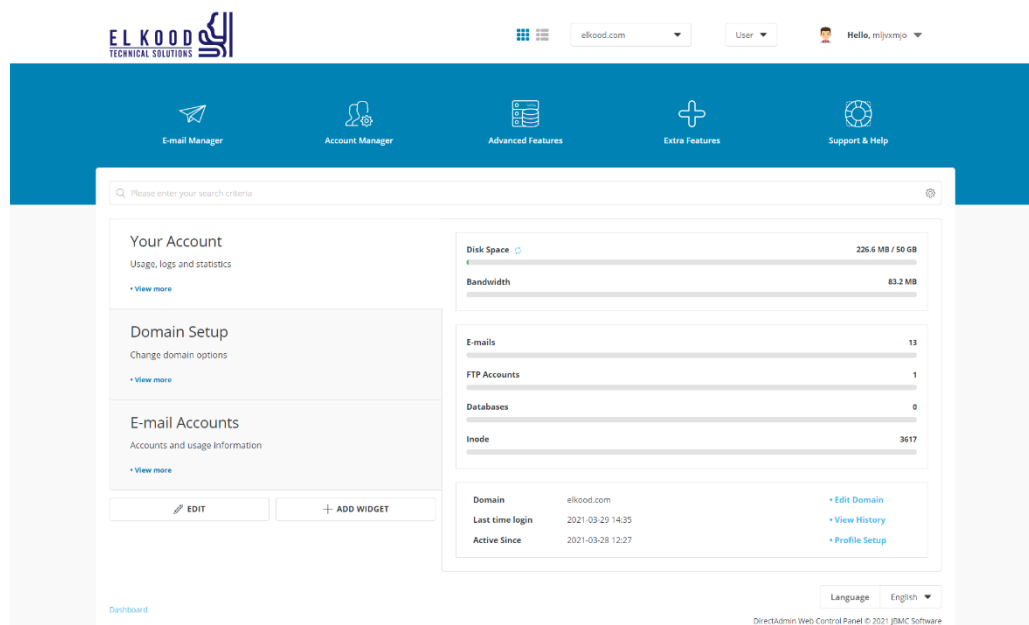 EL KOOD
TECHNICAL SOLUTIONS
elkood.com
User
Hello, mljvxmjo
E-mail Manager
Account Manager
Advanced Features
Extra Features
Support & Help
Please enter your search criteria
Your Account
Usage, logs and statistics
• View more
Domain Setup
Change domain options
• View more
E-mail Accounts
Accounts and usage information
• View more
EDIT
ADD WIDGET
Disk Space 226.6 MB / 50 GB
Bandwidth 83.2 MB
E-mails 13
FTP Accounts 1
Databases 0
Inode 3617
Domain elkood.com • Edit Domain
Last time login 2021-03-29 14:35 • View History
Active Since 2021-03-28 12:27 • Profile Setup
Language English
Dashboard
DirectAdmin Web Control Panel © 2021 JBMC Software